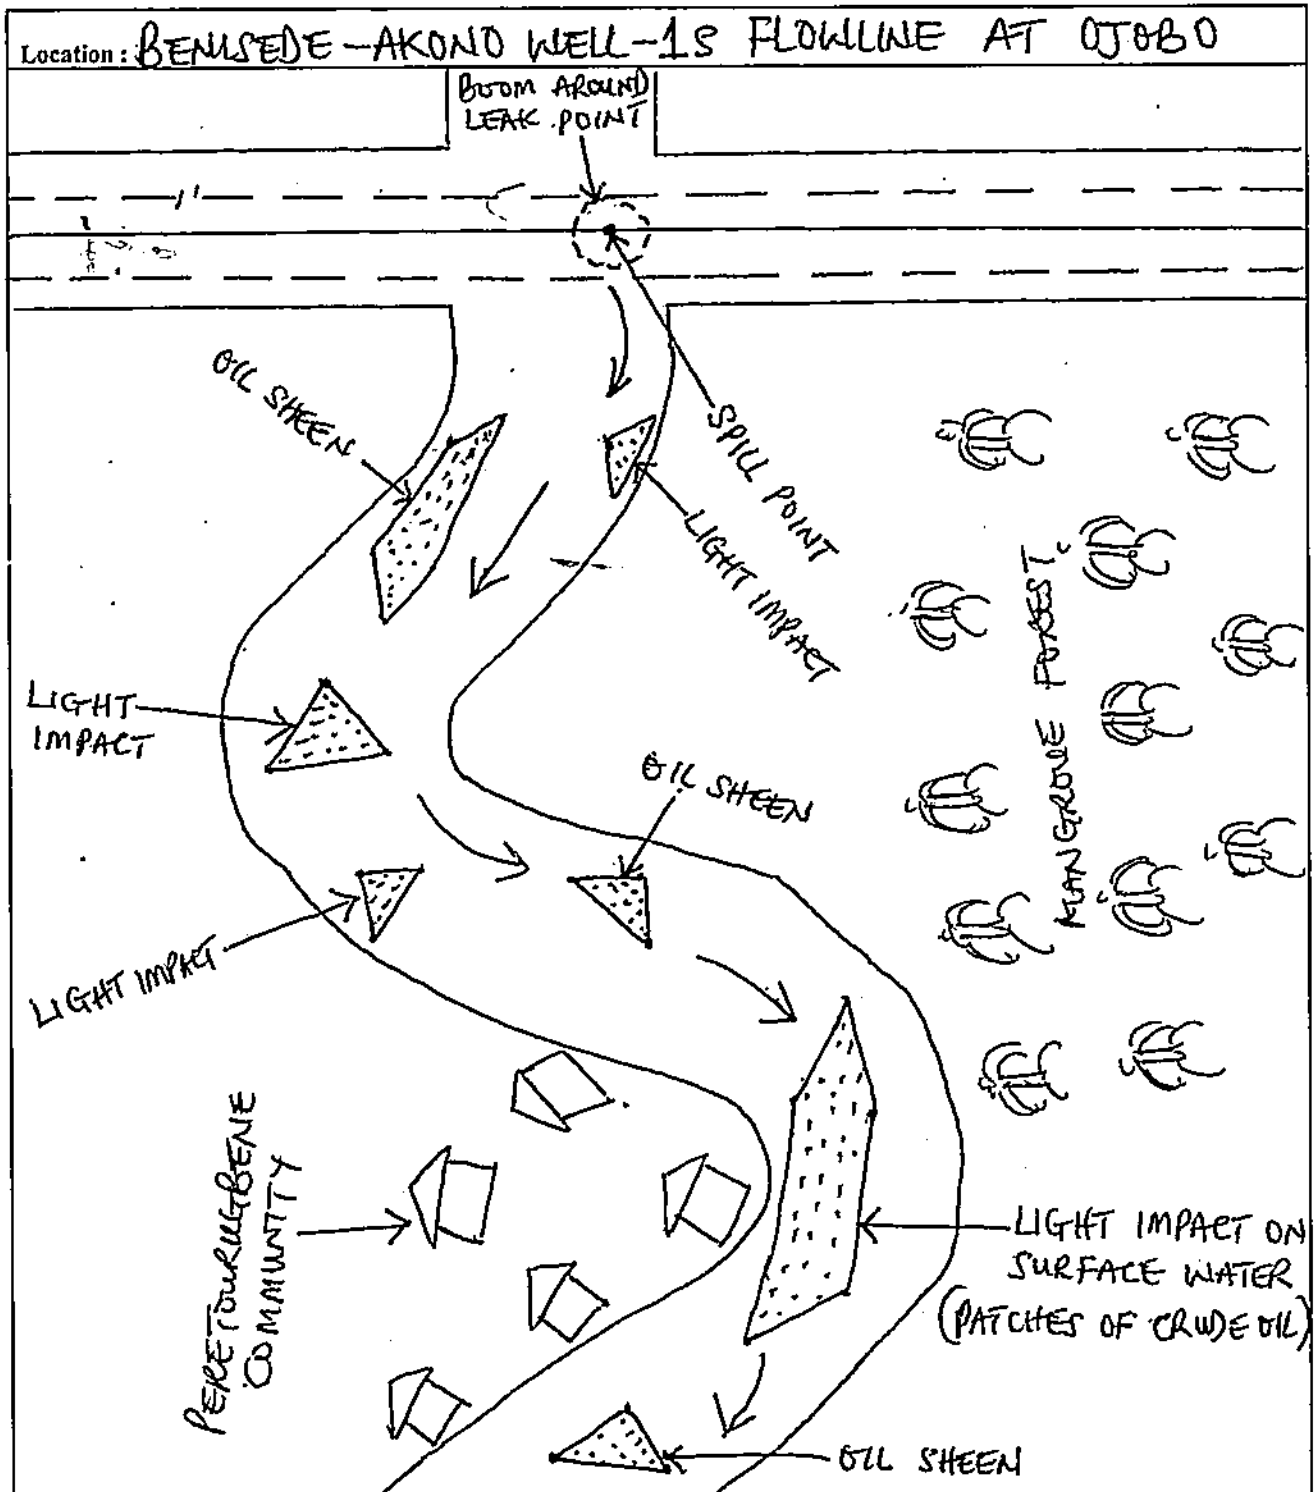 Location : BENISEDE-AKONO WELL-1S FLOWLINE AT OJOBO
BOOM AROUND
LEAK POINT
OIL SHEEN
SPILL POINT
LIGHT IMPACT
MANGROVE FOREST
LIGHT
IMPACT
OIL SHEEN
LIGHT IMPACT
PERETORUGBENE
COMMUNITY
LIGHT IMPACT ON
SURFACE WATER
(PATCHES OF CRUDE OIL)
OIL SHEEN